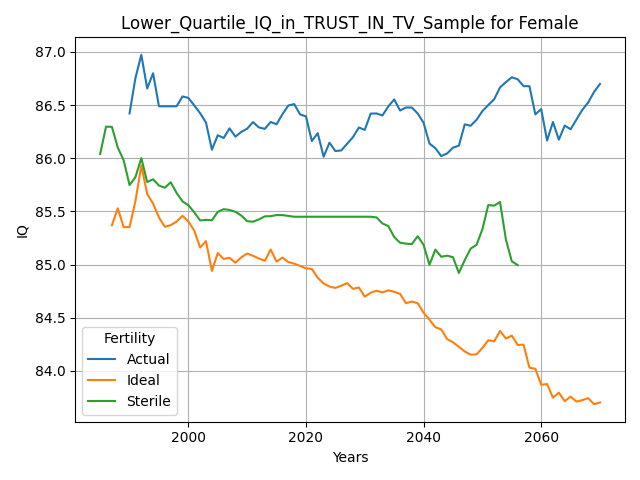 Lower_Quartile_IQ_in_TRUST_IN_TV_Sample for Female
87.0
86.5
86.0
85.5
85.0
84.5
84.0
IQ
Fertility
Actual
Ideal
Sterile
2000 2020 2040 2060
Years